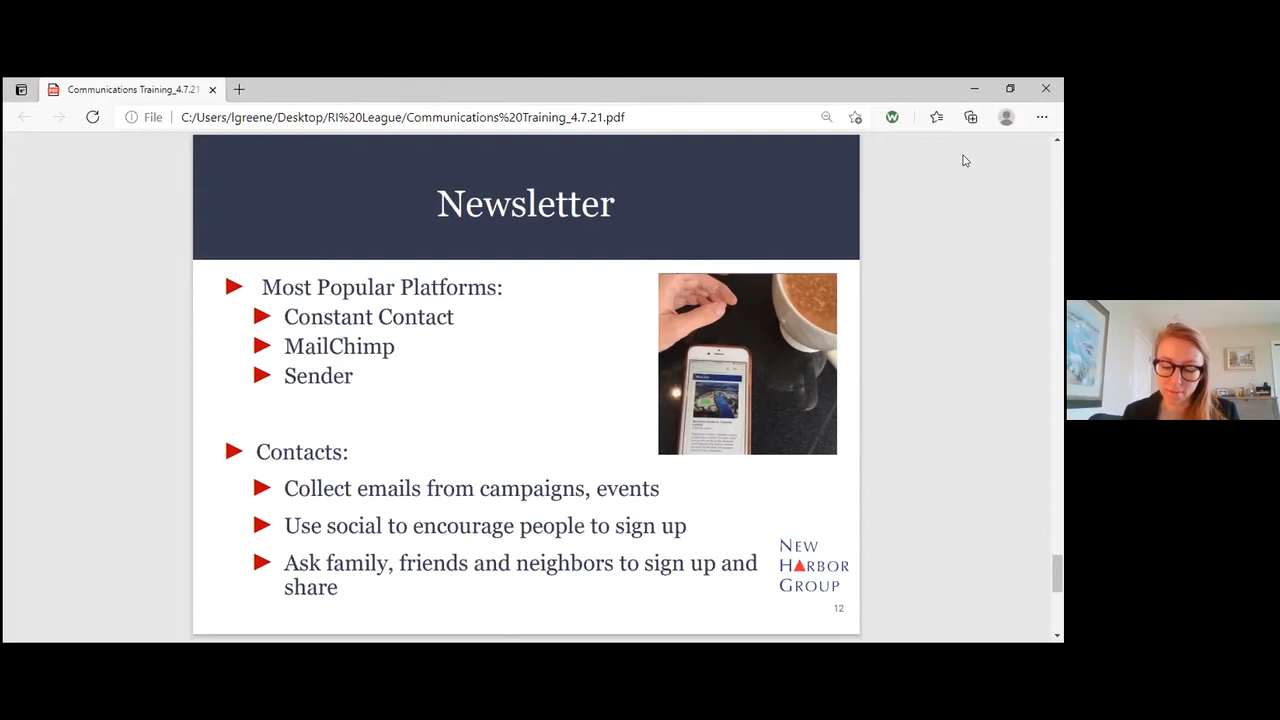 Communications Training_4.7.21
File
C:/Users/lgreene/Desktop/RI%20League/Communications%20Training_4.7.21.pdf
W
Newsletter
Most Popular Platforms:
Constant Contact
MailChimp
Sender
Contacts:
Collect emails from campaigns, events
Use social to encourage people to sign up
Ask family, friends and neighbors to sign up and
share
NEW
HARBOR
GROUP
12